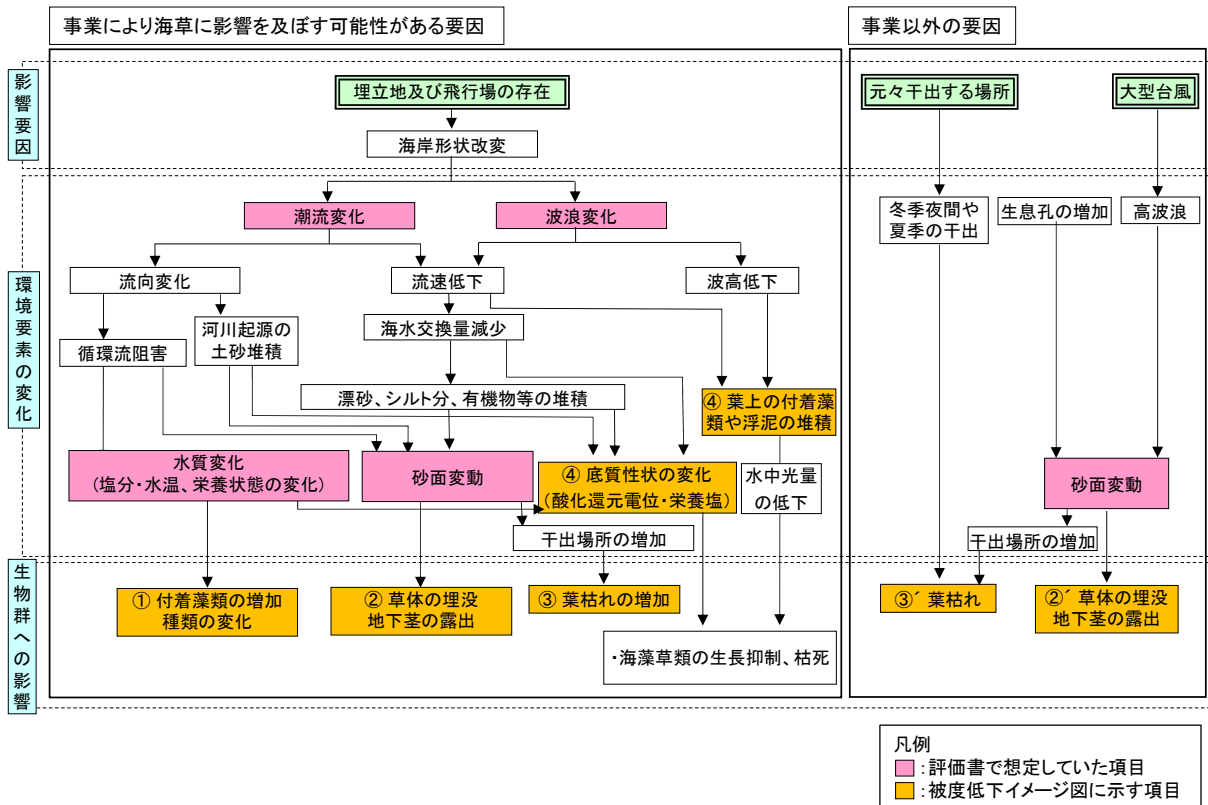 事業により海草に影響を及ぼす可能性がある要因
事業以外の要因
影響要因
埋立地及び飛行場の存在
元々干出する場所
大型台風
海岸形状改変
環境要素の変化
潮流変化
波浪変化
冬季夜間や
夏季の干出
生息孔の増加
高波浪
流向変化
流速低下
波高低下
循環流阻害
河川起源の
土砂堆積
海水交換量減少
漂砂、シルト分、有機物等の堆積
④ 葉上の付着藻
類や浮泥の堆積
水質変化
(塩分・水温、栄養状態の変化)
砂面変動
④ 底質性状の変化
(酸化還元電位・栄養塩)
水中光量
の低下
砂面変動
干出場所の増加
干出場所の増加
生物群への影響
① 付着藻類の増加
種類の変化
② 草体の埋没
地下茎の露出
③ 葉枯れの増加
・海藻草類の生長抑制、枯死
③´ 葉枯れ
②´ 草体の埋没
地下茎の露出
凡例
:評価書で想定していた項目
:被度低下イメージ図に示す項目